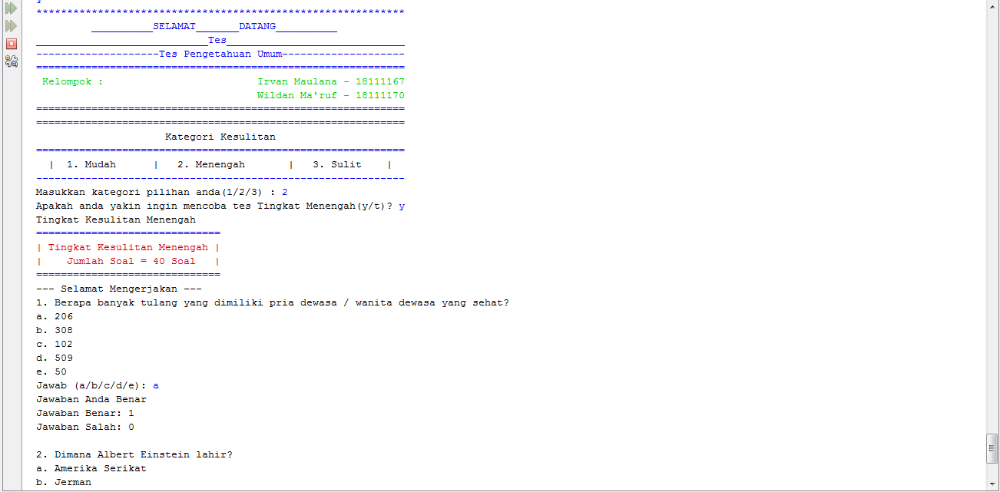 ************************************************************
__________SELAMAT_______DATANG__________
____________________________Tes_____________________________
--------------------Tes Pengetahuan Umum--------------------
============================================================
Kelompok : Irvan Maulana - 18111167
Wildan Ma'ruf - 18111170
============================================================
============================================================
Kategori Kesulitan
============================================================
| 1. Mudah | 2. Menengah | 3. Sulit |
------------------------------------------------------------
Masukkan kategori pilihan anda(1/2/3) : 2
Apakah anda yakin ingin mencoba tes Tingkat Menengah(y/t)? y
Tingkat Kesulitan Menengah
==============================
| Tingkat Kesulitan Menengah |
| Jumlah Soal = 40 Soal |
==============================
--- Selamat Mengerjakan ---
1. Berapa banyak tulang yang dimiliki pria dewasa / wanita dewasa yang sehat?
a. 206
b. 308
c. 102
d. 509
e. 50
Jawab (a/b/c/d/e): a
Jawaban Anda Benar
Jawaban Benar: 1
Jawaban Salah: 0
2. Dimana Albert Einstein lahir?
a. Amerika Serikat
b. Jerman